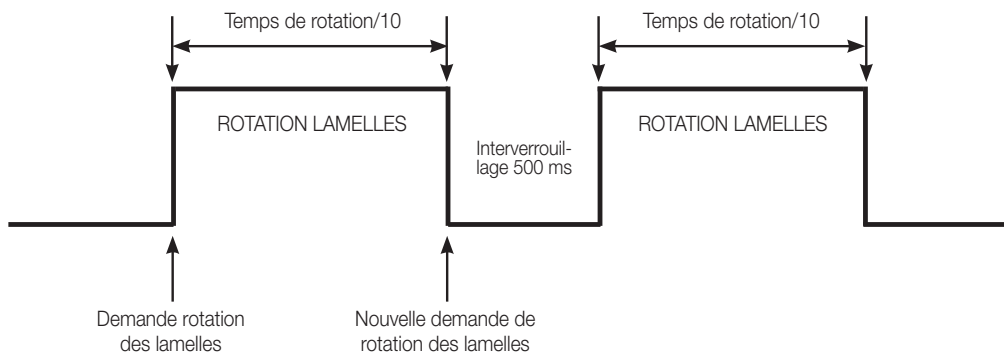 Temps de rotation/10
Temps de rotation/10
ROTATION LAMELLES
ROTATION LAMELLES
Interverrouil-
lage 500 ms
Demande rotation
des lamelles
Nouvelle demande de
rotation des lamelles